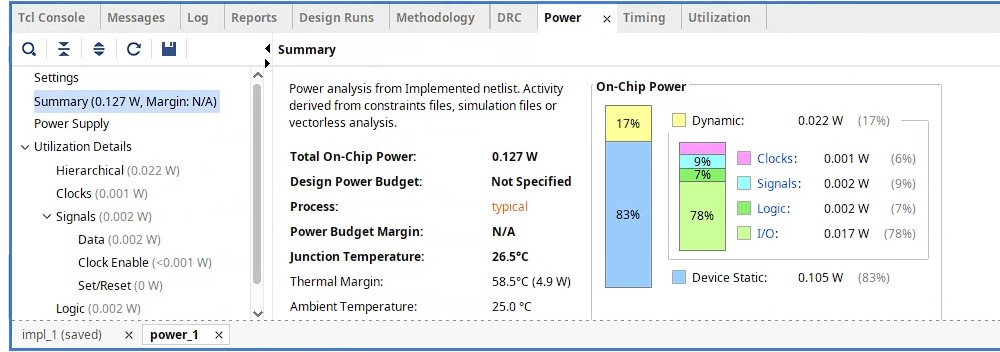 Tcl Console Messages Log Reports Design Runs Methodology DRC Power × Timing Utilization
Summary
Settings
Summary (0.127 W, Margin: N/A)
Power Supply
Utilization Details
Hierarchical (0.022 W)
Clocks (0.001 W)
Signals (0.002 W)
Data (0.002 W)
Clock Enable (<0.001 W)
Set/Reset (0 W)
Logic (0.002 W)
Power analysis from Implemented netlist. Activity
derived from constraints files, simulation files or
vectorless analysis.
Total On-Chip Power: 0.127 W
Design Power Budget: Not Specified
Process: typical
Power Budget Margin: N/A
Junction Temperature: 26.5°C
Thermal Margin: 58.5°C (4.9 W)
Ambient Temperature: 25.0 °C
On-Chip Power
17%
83%
Dynamic: 0.022 W (17%)
9%
7%
78%
Clocks: 0.001 W (6%)
Signals: 0.002 W (9%)
Logic: 0.002 W (7%)
I/O: 0.017 W (78%)
Device Static: 0.105 W (83%)
impl_1 (saved) × power_1 ×